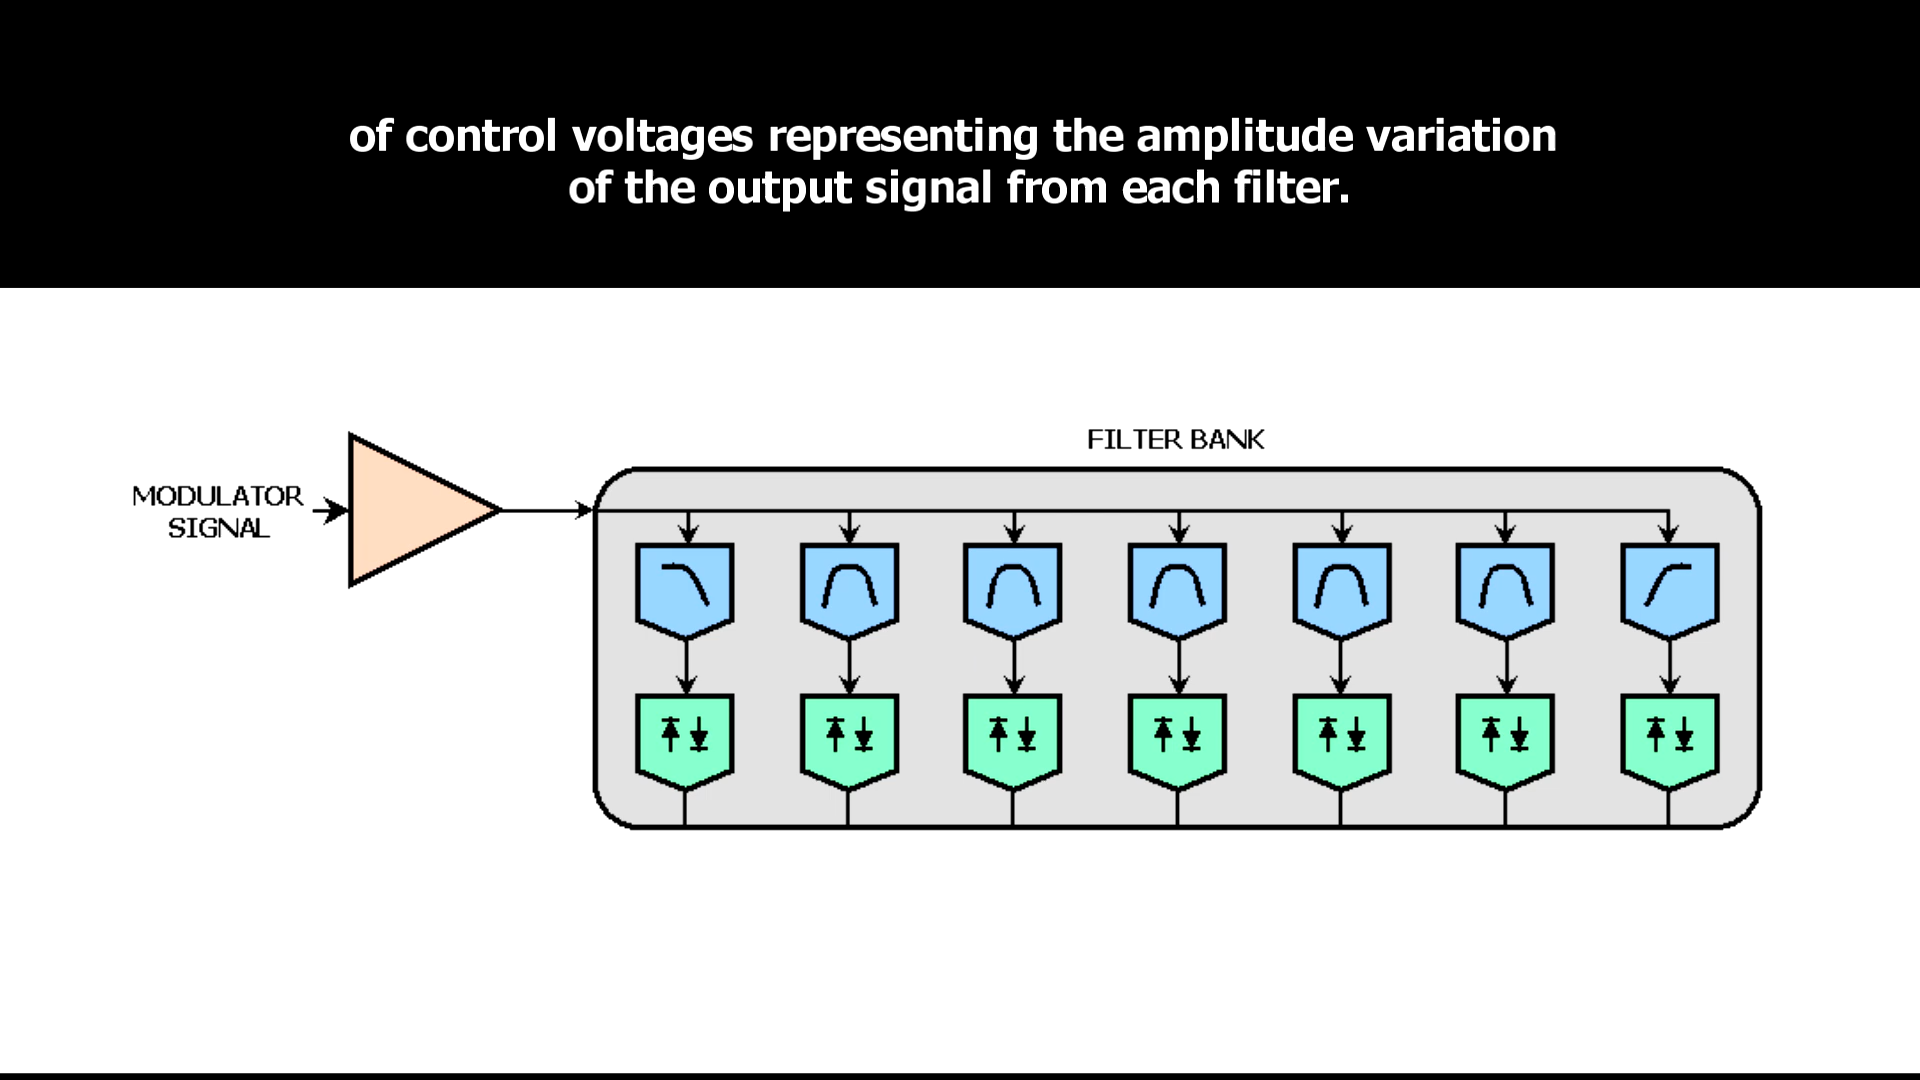 of control voltages representing the amplitude variation
of the output signal from each filter.
FILTER BANK
MODULATOR
SIGNAL